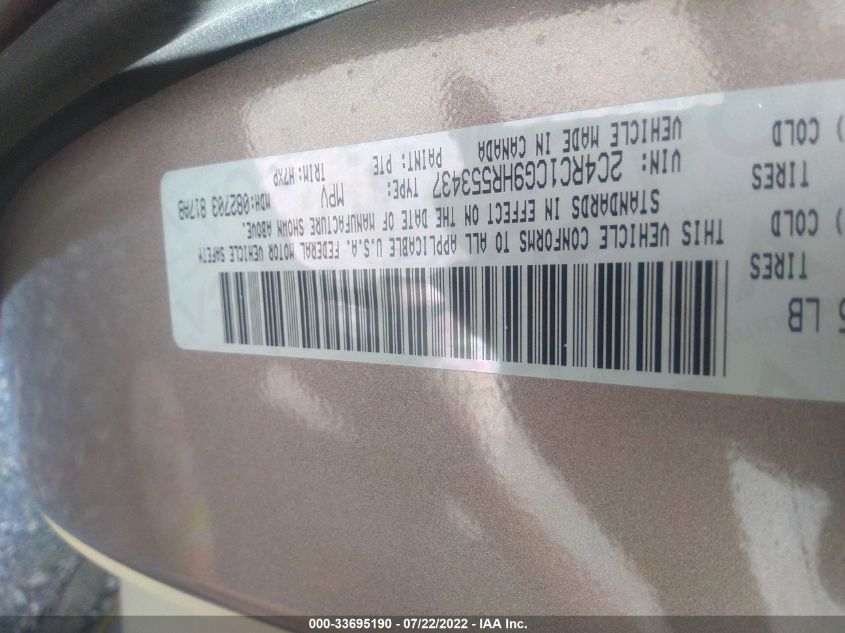 5 LB
TIRES
) COLD
TIRES
) COLD
THIS VEHICLE CONFORMS TO ALL APPLICABLE U.S.A. FEDERAL MOTOR VEHICLE SAFETY
STANDARDS IN EFFECT ON THE DATE OF MANUFACTURE SHOWN ABOVE.
VIN: 2C4RC1CG9HR553437 TYPE: MPV MDH:082703 817AB
VEHICLE MADE IN CANADA PAINT: PTE TRIM: H7XP
000-33695190 - 07/22/2022 - IAA Inc.